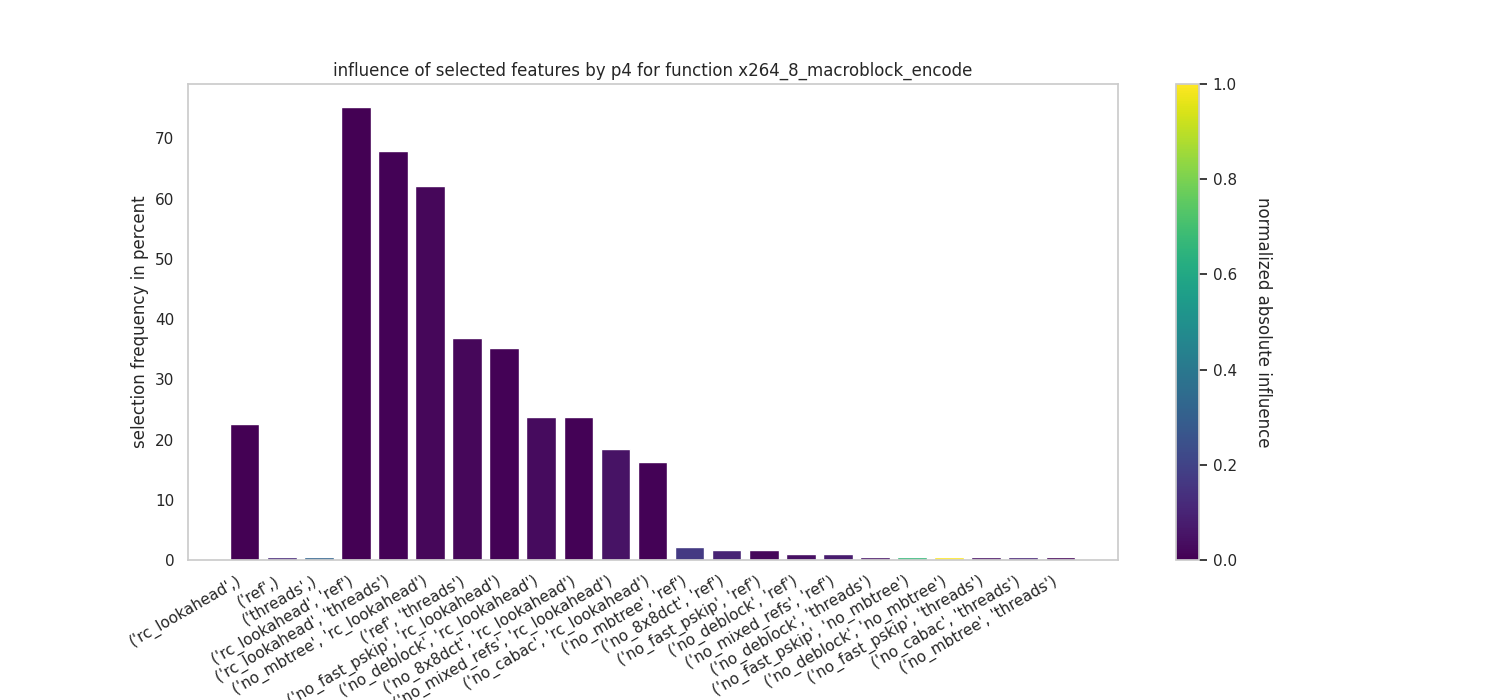 influence of selected features by p4 for function x264_8_macroblock_encode
selection frequency in percent
70
60
50
40
30
20
10
0
('rc_lookahead',)
('ref',)
('threads',)
('rc_lookahead', 'ref')
('rc_lookahead', 'threads')
('no_mbtree', 'rc_lookahead')
('ref', 'threads')
('no_fast_pskip', 'rc_lookahead')
('no_deblock', 'rc_lookahead')
('no_8x8dct', 'rc_lookahead')
('no_mixed_refs', 'rc_lookahead')
('no_cabac', 'rc_lookahead')
('no_mbtree', 'ref')
('no_8x8dct', 'ref')
('no_fast_pskip', 'ref')
('no_deblock', 'ref')
('no_mixed_refs', 'ref')
('no_deblock', 'threads')
('no_fast_pskip', 'no_mbtree')
('no_deblock', 'no_mbtree')
('no_fast_pskip', 'threads')
('no_cabac', 'threads')
('no_mbtree', 'threads')
1.0
0.8
0.6
0.4
0.2
0.0
normalized absolute influence